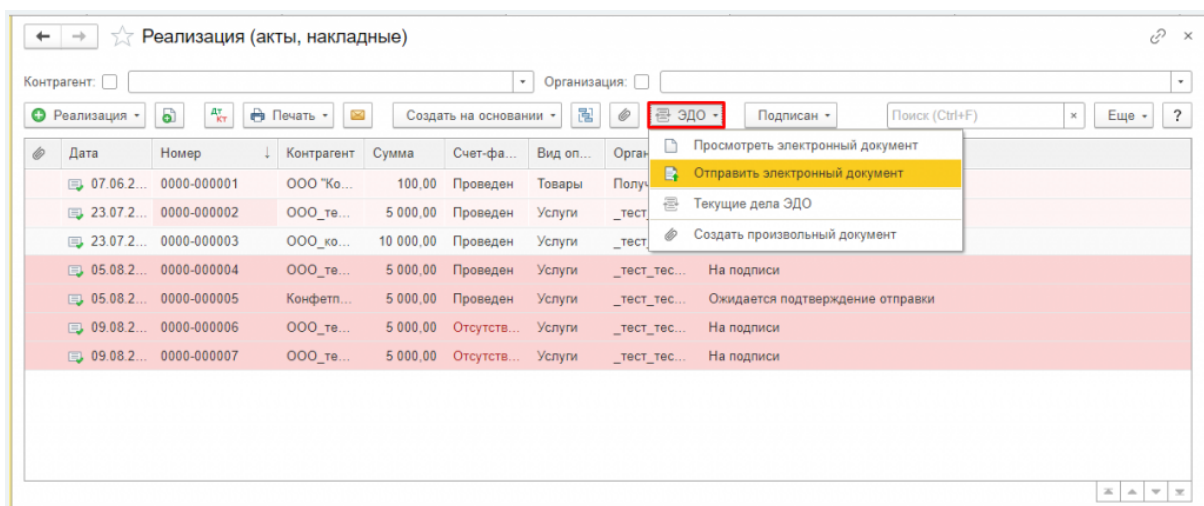 Реализация (акты, накладные)
Контрагент: Организация:
Реализация Дт Кт Печать Создать на основании ЭДО Подписан Поиск (Ctrl+F) × Еще ?
Дата Номер ↓ Контрагент Сумма Счет-фа... Вид оп... Орган
Просмотреть электронный документ
Отправить электронный документ
Текущие дела ЭДО
Создать произвольный документ
07.06.2... 0000-000001 ООО "Ко... 100,00 Проведен Товары Получ
23.07.2... 0000-000002 ООО_те... 5 000,00 Проведен Услуги _тест_
23.07.2... 0000-000003 ООО_ко... 10 000,00 Проведен Услуги _тест_
05.08.2... 0000-000004 ООО_те... 5 000,00 Проведен Услуги _тест_тес... На подписи
05.08.2... 0000-000005 Конфетп... 5 000,00 Проведен Услуги _тест_тес... Ожидается подтверждение отправки
09.08.2... 0000-000006 ООО_те... 5 000,00 Отсутств... Услуги _тест_тес... На подписи
09.08.2... 0000-000007 ООО_те... 5 000,00 Отсутств... Услуги _тест_тес... На подписи